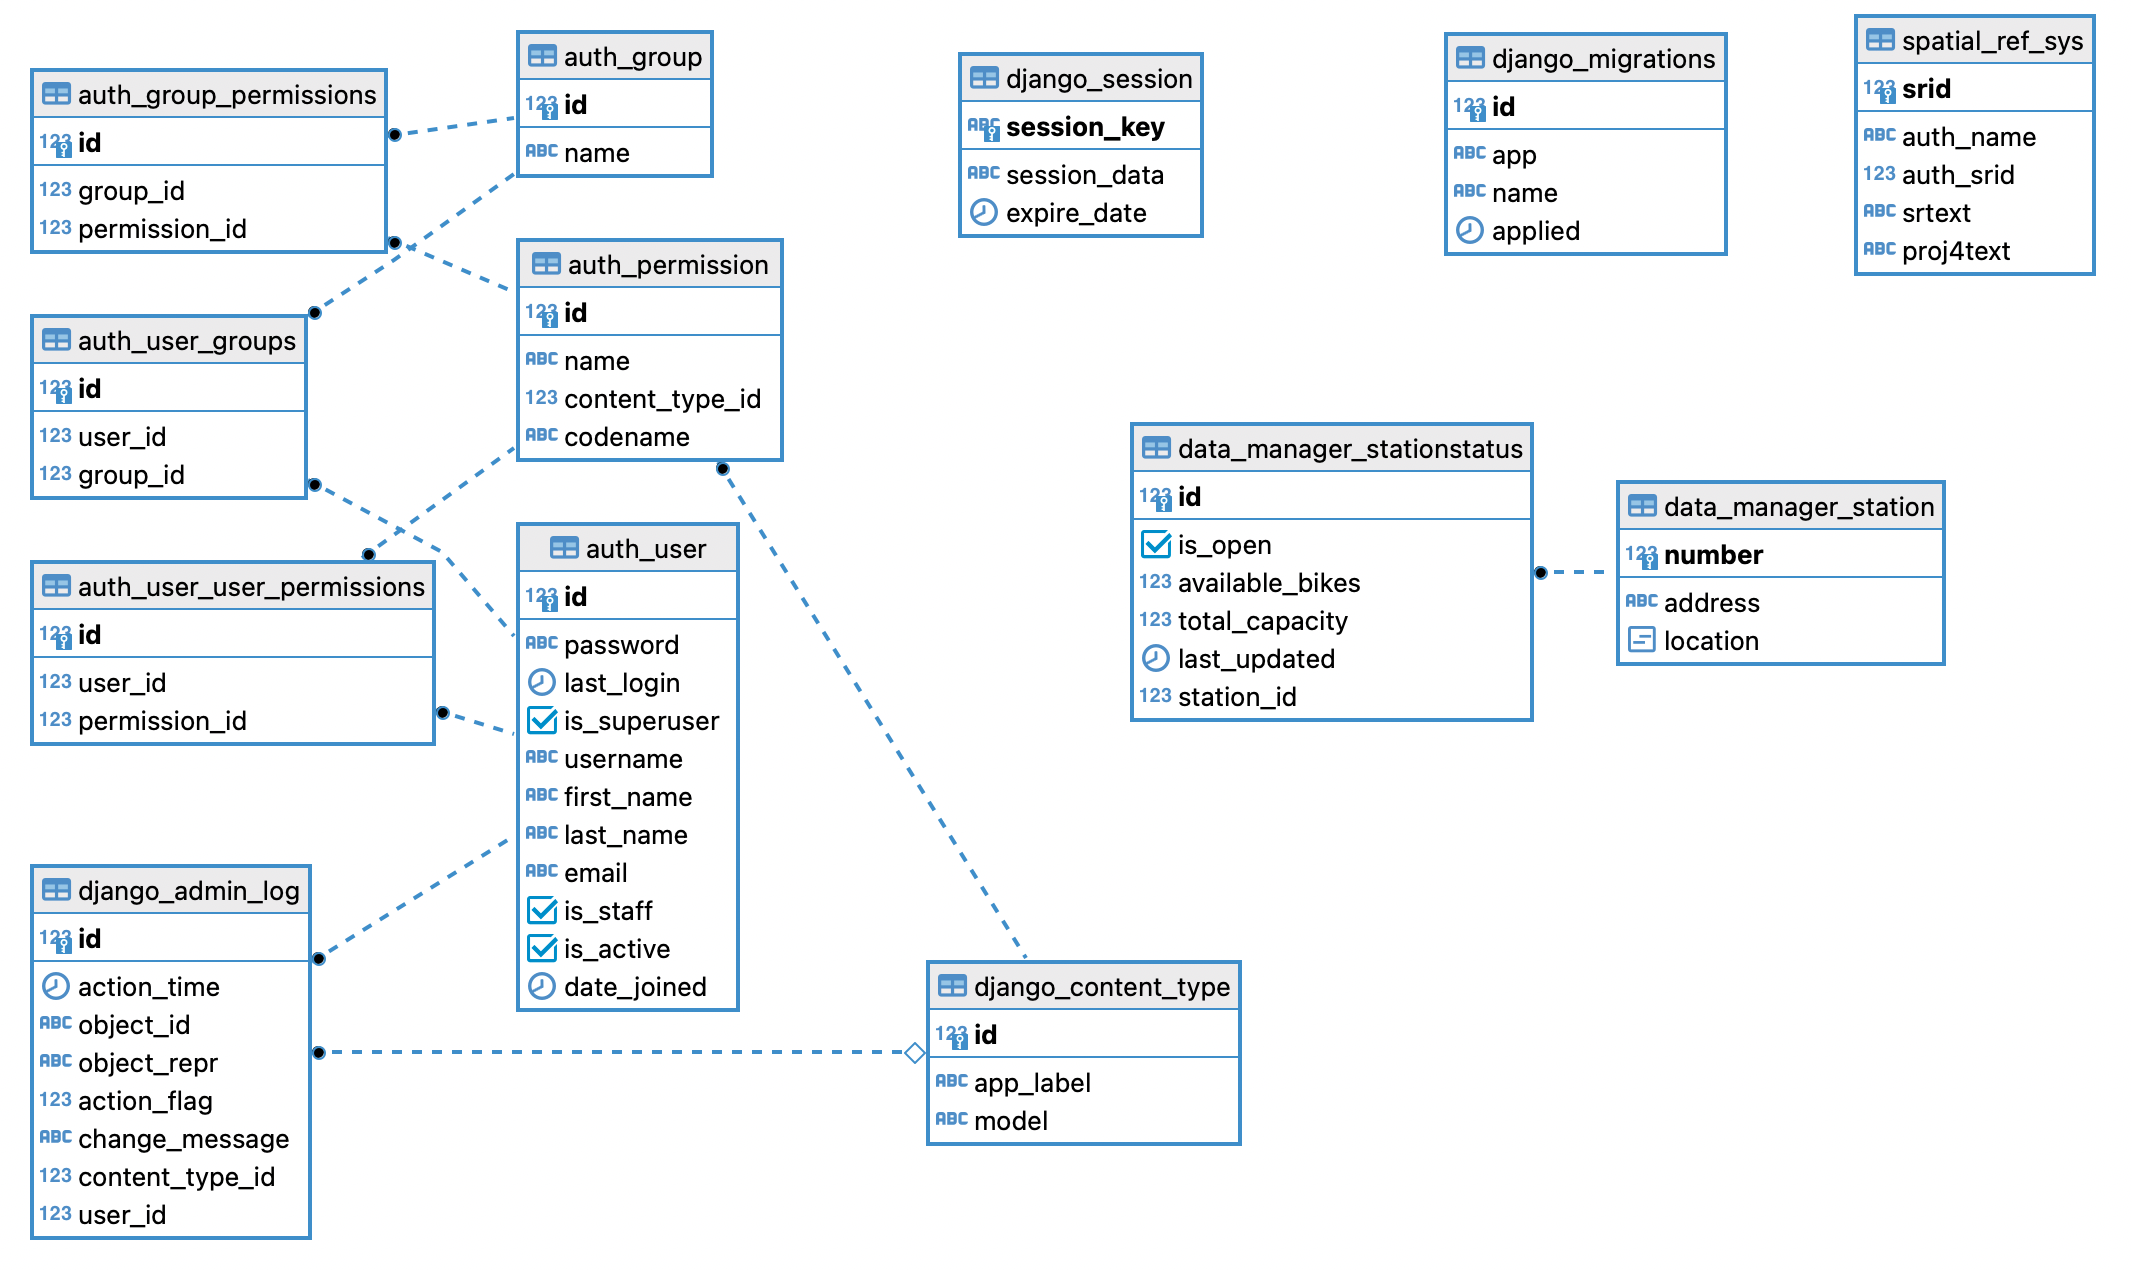 auth_group_permissions
123 id
123 group_id
123 permission_id
auth_group
123 id
ABC name
django_session
ABC session_key
ABC session_data
expire_date
django_migrations
123 id
ABC app
ABC name
applied
spatial_ref_sys
123 srid
ABC auth_name
123 auth_srid
ABC srtext
ABC proj4text
auth_user_groups
123 id
123 user_id
123 group_id
auth_permission
123 id
ABC name
123 content_type_id
ABC codename
auth_user_user_permissions
123 id
123 user_id
123 permission_id
auth_user
123 id
ABC password
last_login
is_superuser
ABC username
ABC first_name
ABC last_name
ABC email
is_staff
is_active
date_joined
data_manager_stationstatus
123 id
is_open
123 available_bikes
123 total_capacity
last_updated
123 station_id
data_manager_station
123 number
ABC address
location
django_admin_log
123 id
action_time
ABC object_id
ABC object_repr
123 action_flag
ABC change_message
123 content_type_id
123 user_id
django_content_type
123 id
ABC app_label
ABC model